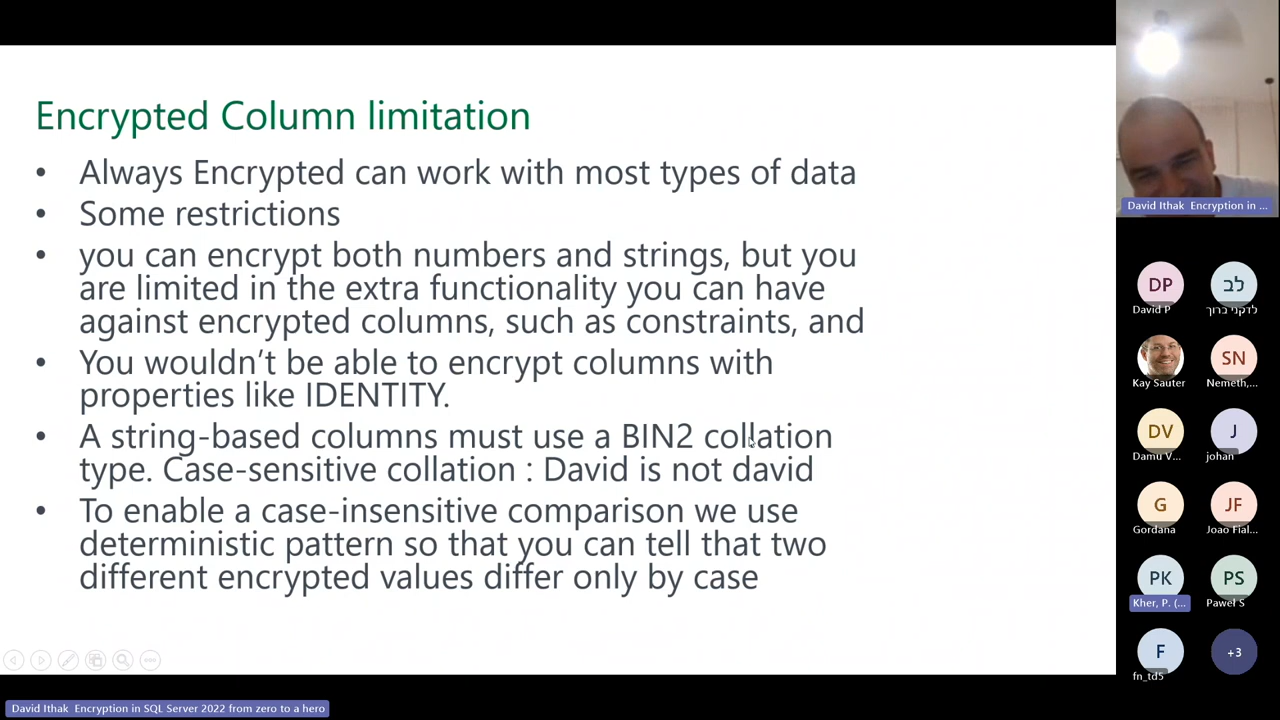 Encrypted Column limitation
• Always Encrypted can work with most types of data
• Some restrictions
• you can encrypt both numbers and strings, but you
are limited in the extra functionality you can have
against encrypted columns, such as constraints, and
• You wouldn't be able to encrypt columns with
properties like IDENTITY.
• A string-based columns must use a BIN2 collation
type. Case-sensitive collation : David is not david
• To enable a case-insensitive comparison we use
deterministic pattern so that you can tell that two
different encrypted values differ only by case
David Ithak Encryption in SQL Server 2022 from zero to a hero
David Ithak Encryption in ...
DP
David P
לב
לדקני ברוך
Kay Sauter
SN
Nemeth,...
DV
Damu V...
J
johan
G
Gordana
JF
Joao Fial...
PK
Kher, P. (...
PS
Paweł S
F
fn_td5
+3